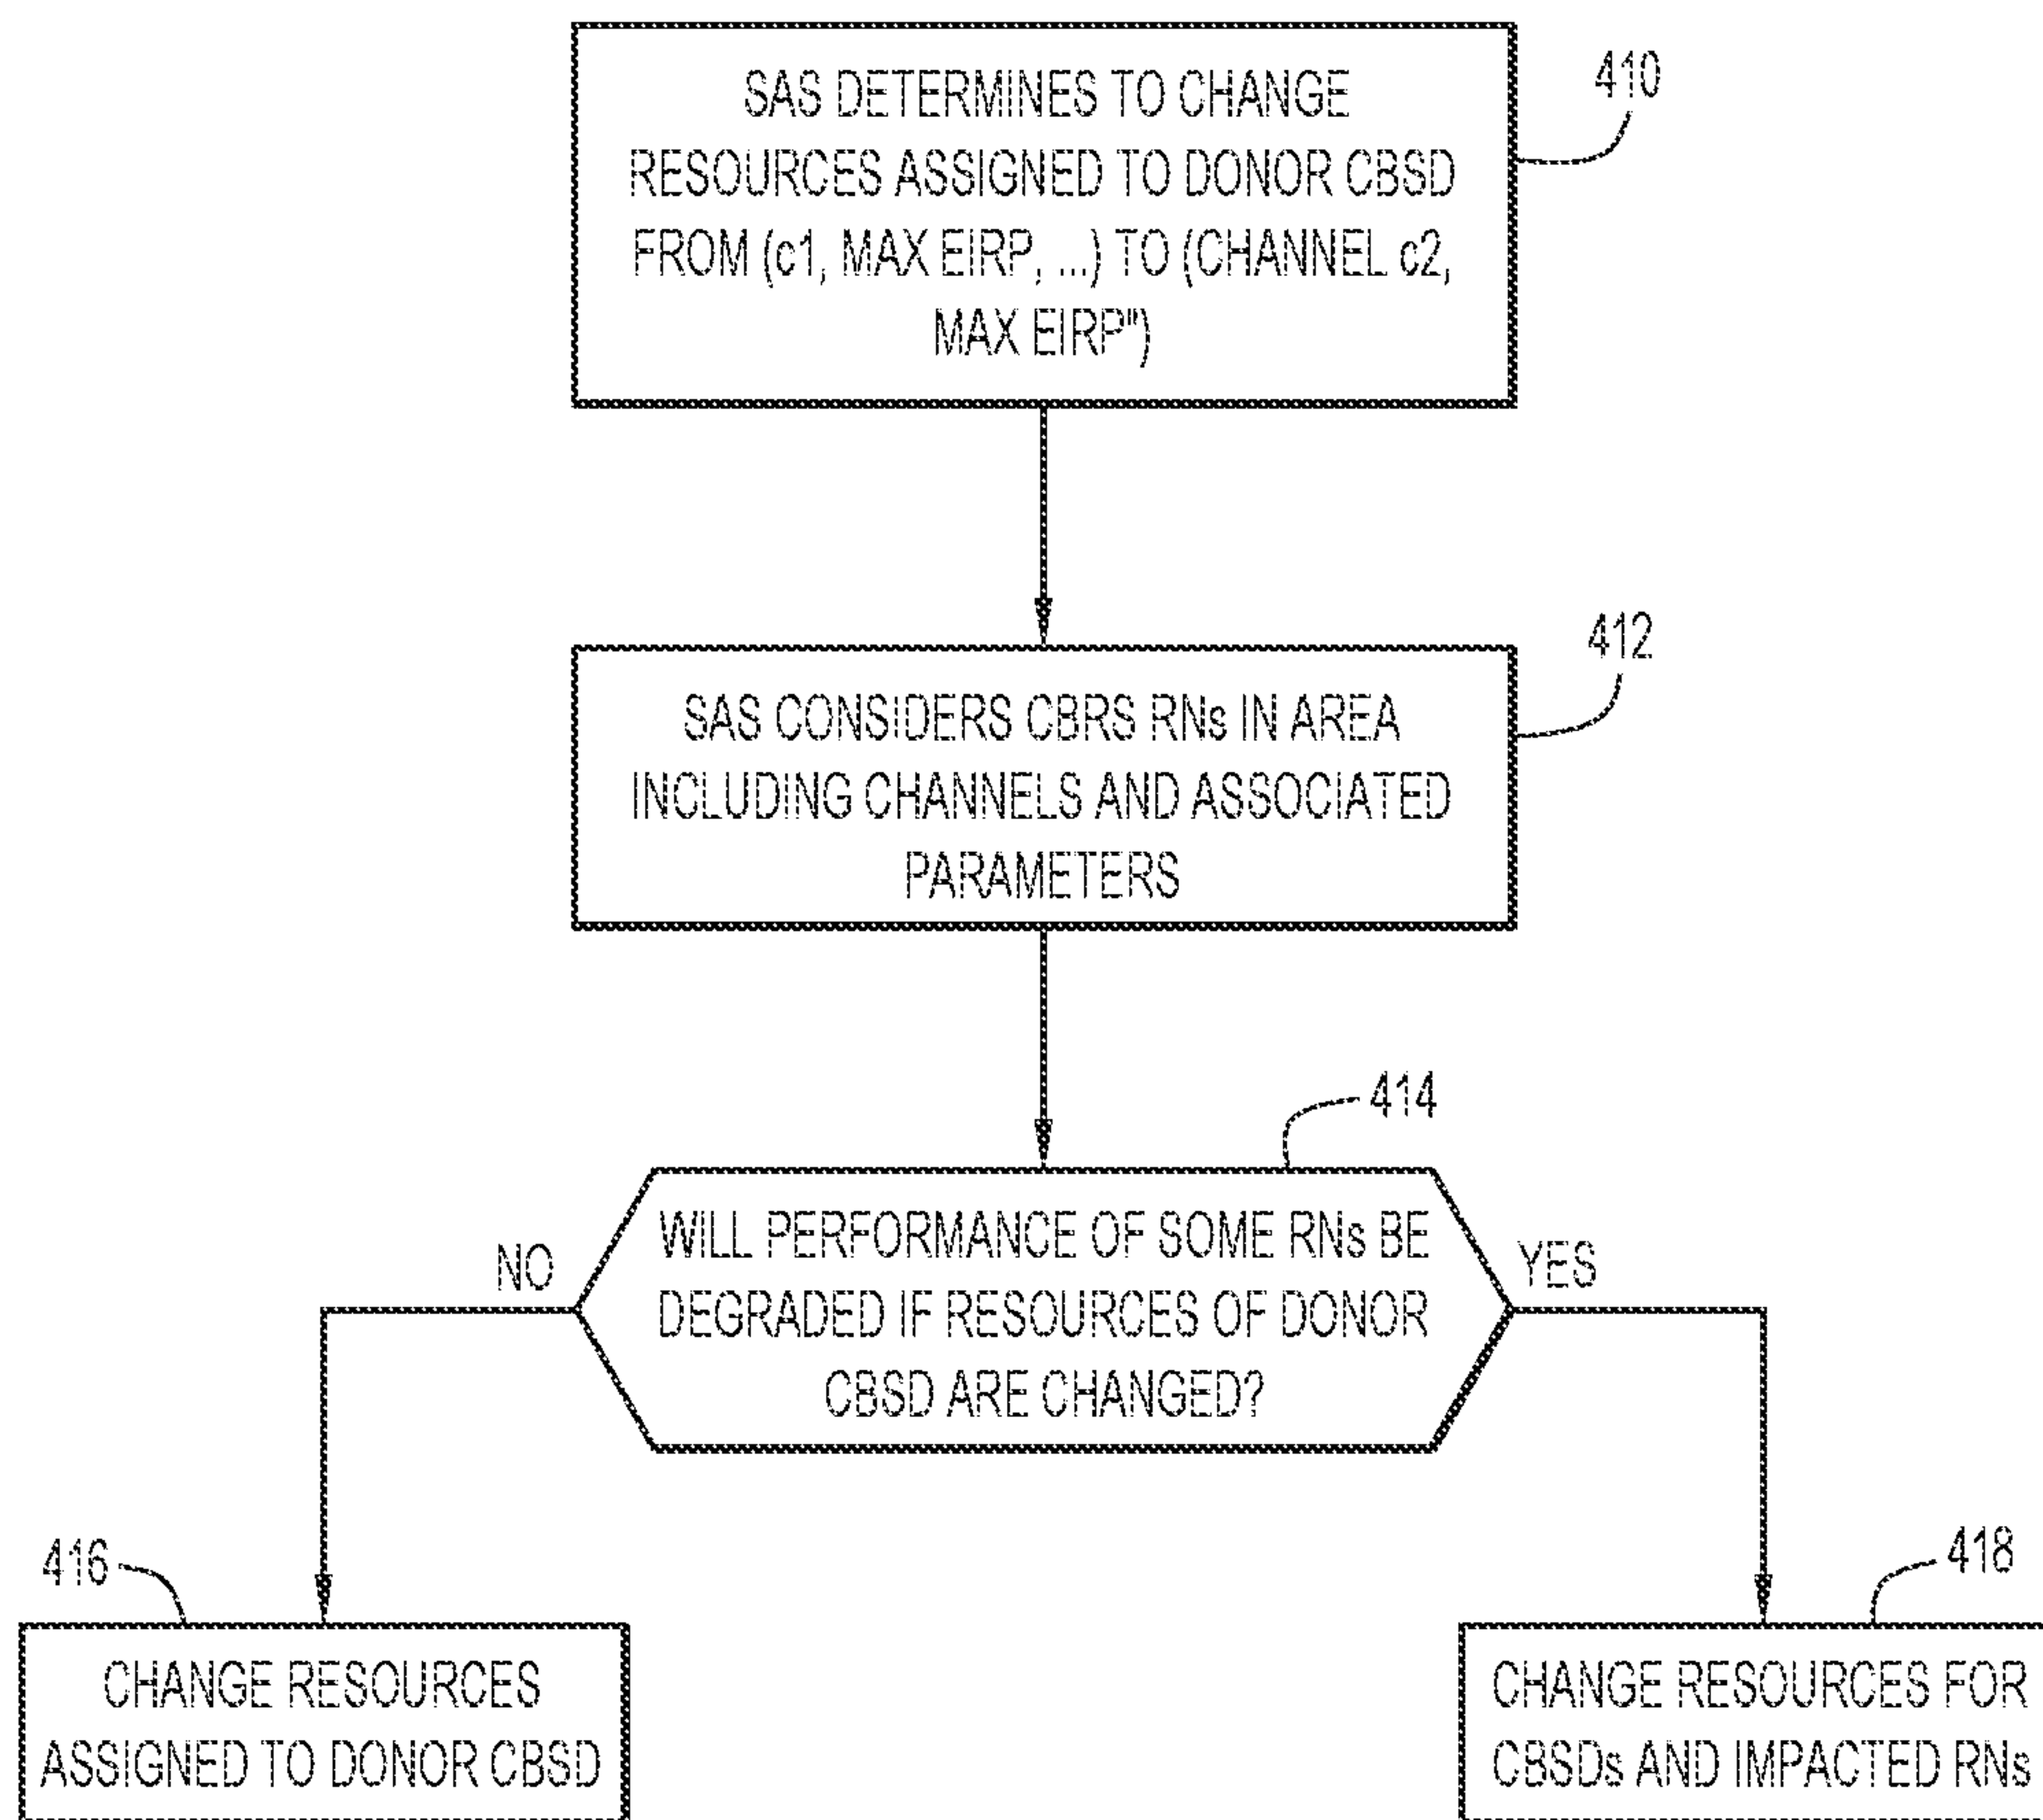 SAS DETERMINES TO CHANGE
RESOURCES ASSIGNED TO DONOR CBSD
FROM (c1, MAX EIRP, ...) TO (CHANNEL c2,
MAX EIRP")
410
SAS CONSIDERS CBRS RNs IN AREA
INCLUDING CHANNELS AND ASSOCIATED
PARAMETERS
412
414
WILL PERFORMANCE OF SOME RNs BE
DEGRADED IF RESOURCES OF DONOR
CBSD ARE CHANGED?
NO
YES
416
CHANGE RESOURCES
ASSIGNED TO DONOR CBSD
418
CHANGE RESOURCES FOR
CBSDs AND IMPACTED RNs